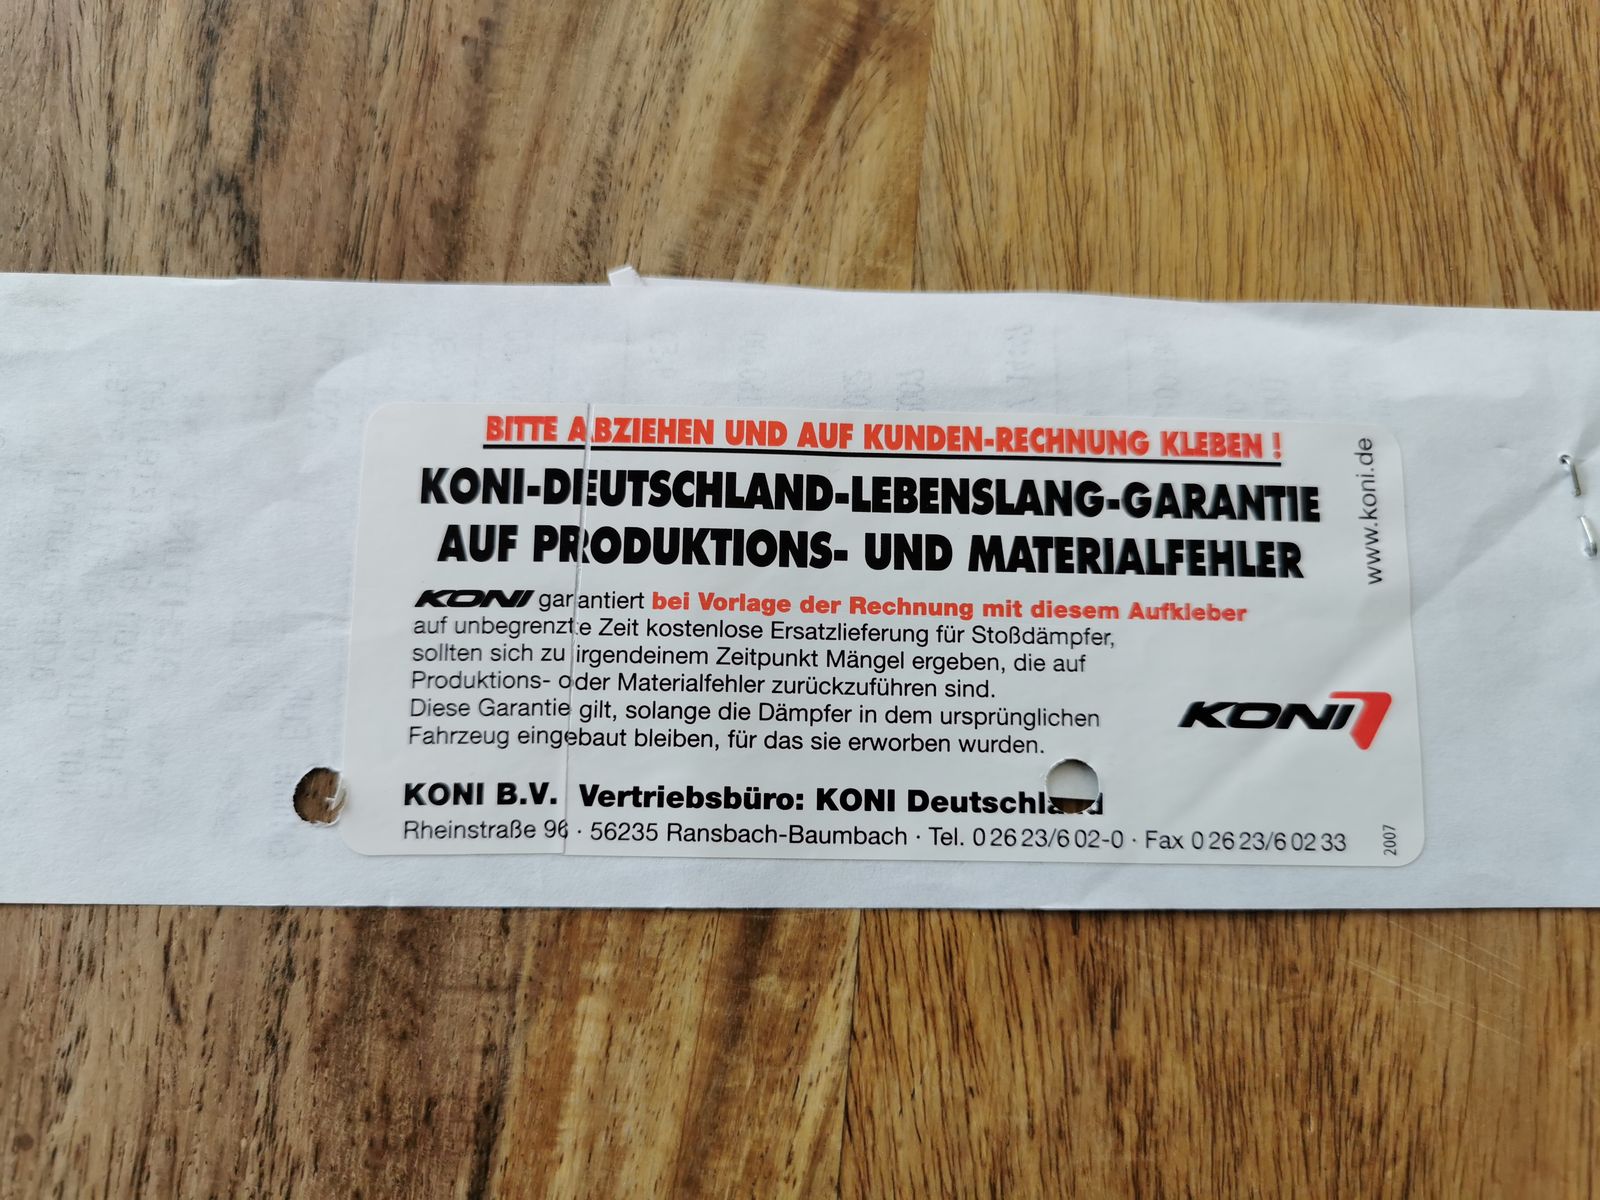 BITTE ABZIEHEN UND AUF KUNDEN-RECHNUNG KLEBEN !
KONI-DEUTSCHLAND-LEBENSLANG-GARANTIE
AUF PRODUKTIONS- UND MATERIALFEHLER
KONI garantiert bei Vorlage der Rechnung mit diesem Aufkleber
auf unbegrenzte Zeit kostenlose Ersatzlieferung für Stoßdämpfer,
sollten sich zu irgendeinem Zeitpunkt Mängel ergeben, die auf
Produktions- oder Materialfehler zurückzuführen sind.
Diese Garantie gilt, solange die Dämpfer in dem ursprünglichen
Fahrzeug eingebaut bleiben, für das sie erworben wurden.
KONI
KONI B.V. Vertriebsbüro: KONI Deutschland
Rheinstraße 96 · 56235 Ransbach-Baumbach · Tel. 0 26 23/6 02-0 · Fax 0 26 23/6 02 33
www.koni.de
2007